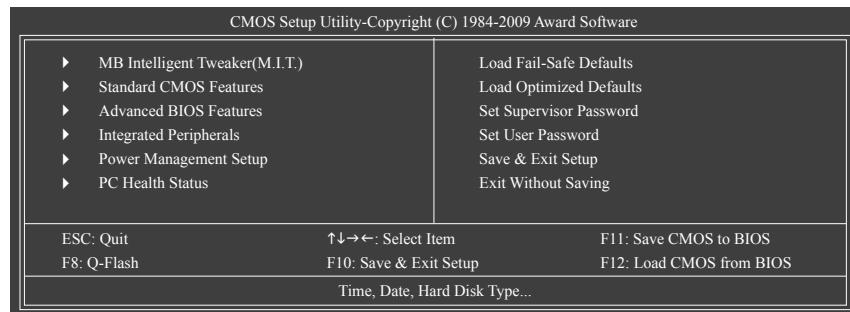 CMOS Setup Utility-Copyright (C) 1984-2009 Award Software
MB Intelligent Tweaker(M.I.T.)
Standard CMOS Features
Advanced BIOS Features
Integrated Peripherals
Power Management Setup
PC Health Status
Load Fail-Safe Defaults
Load Optimized Defaults
Set Supervisor Password
Set User Password
Save & Exit Setup
Exit Without Saving
ESC: Quit ↑↓→←: Select Item F11: Save CMOS to BIOS
F8: Q-Flash F10: Save & Exit Setup F12: Load CMOS from BIOS
Time, Date, Hard Disk Type...